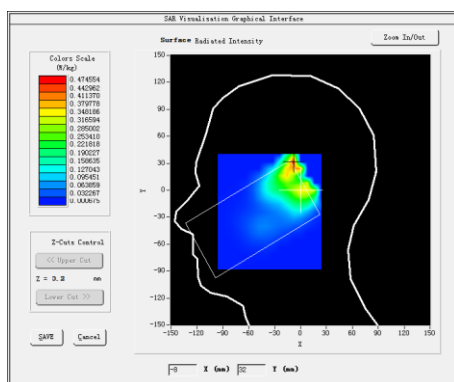 SAR Visualisation Graphical Interface
Surface Radiated Intensity
Zoom In/Out
Colors Scale
(W/kg)
0.474554
0.442962
0.411370
0.379778
0.348186
0.316594
0.285002
0.253410
0.221818
0.190227
0.158635
0.127043
0.095451
0.063859
0.032267
0.000675
Z-Cuts Control
<< Upper Cut
Z = 3.2 mm
Lower Cut >>
SAVE Cancel
150
120
90
60
30
0
-30
-60
-90
-120
-150
Y
-150 -120 -90 -60 -30 0 30 60 90 120 150
X
-8 X (mm) 32 Y (mm)